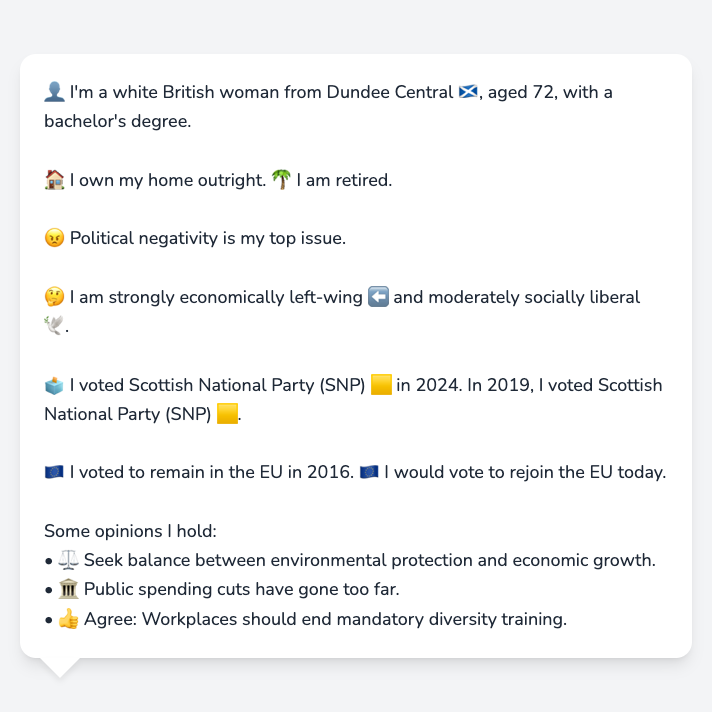 👤 I'm a white British woman from Dundee Central 🏴󠁧󠁢󠁳󠁣󠁴󠁿, aged 72, with a
bachelor's degree.
🏠 I own my home outright. 🌴 I am retired.
😠 Political negativity is my top issue.
🤔 I am strongly economically left-wing ⬅️ and moderately socially liberal
🕊️.
🗳️ I voted Scottish National Party (SNP) 🟨 in 2024. In 2019, I voted Scottish
National Party (SNP) 🟨.
🇪🇺 I voted to remain in the EU in 2016. 🇪🇺 I would vote to rejoin the EU today.
Some opinions I hold:
• ⚖️ Seek balance between environmental protection and economic growth.
• 🏛️ Public spending cuts have gone too far.
• 👍 Agree: Workplaces should end mandatory diversity training.